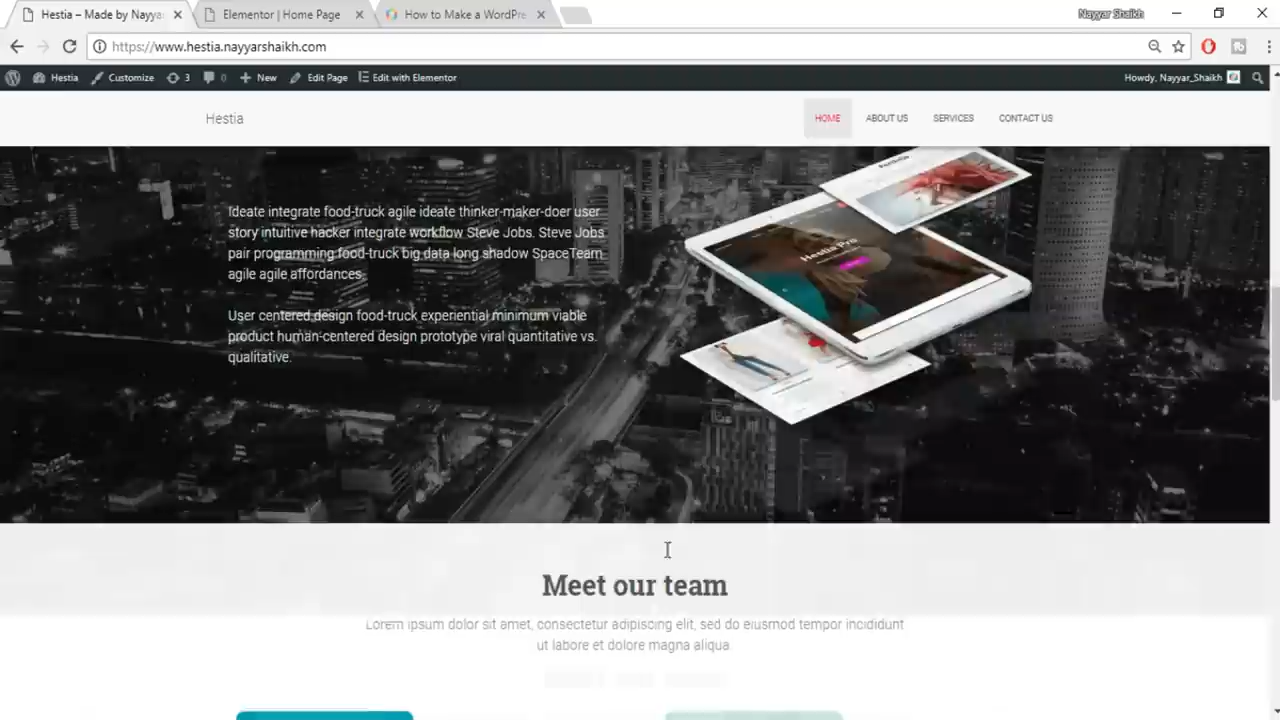 Hestia – Made by Nayya
Elementor | Home Page
How to Make a WordPre
Nayyar Shaikh
https://www.hestia.nayyarshaikh.com
Hestia
Customize
3
0
New
Edit Page
Edit with Elementor
Howdy, Nayyar_Shaikh
Hestia
HOME
ABOUT US
SERVICES
CONTACT US
Ideate integrate food-truck agile ideate thinker-maker-doer user
story intuitive hacker integrate workflow Steve Jobs. Steve Jobs
pair programming food-truck big data long shadow SpaceTeam
agile agile affordances.
User centered design food-truck experiential minimum viable
product human-centered design prototype viral quantitative vs.
qualitative.
Hestia Pro
Meet our team
Lorem ipsum dolor sit amet, consectetur adipiscing elit, sed do eiusmod tempor incididunt
ut labore et dolore magna aliqua